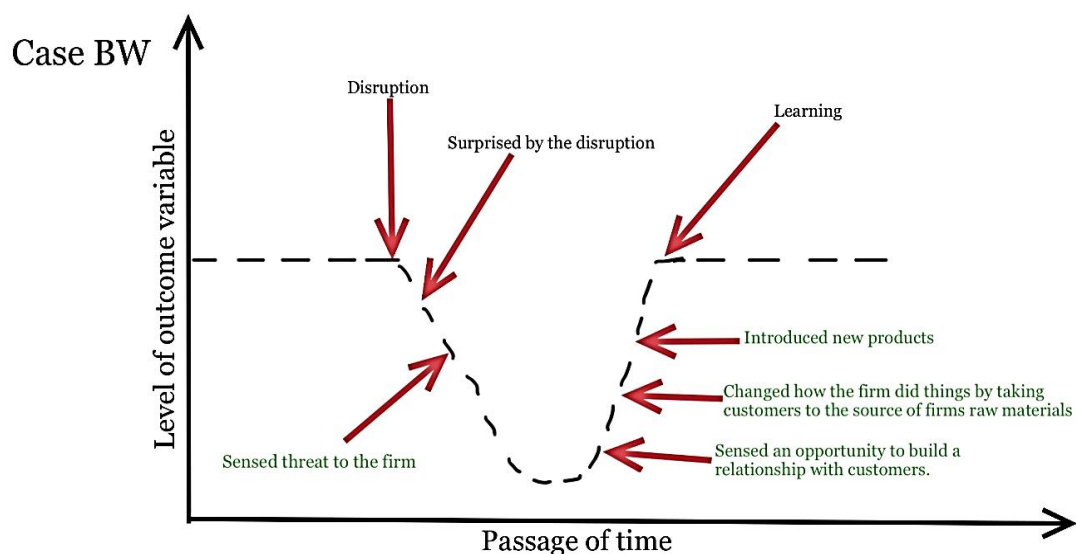 Case BW
Disruption
Learning
Surprised by the disruption
Level of outcome variable
Introduced new products
Changed how the firm did things by taking
customers to the source of firms raw materials
Sensed an opportunity to build a
relationship with customers.
Sensed threat to the firm
Passage of time